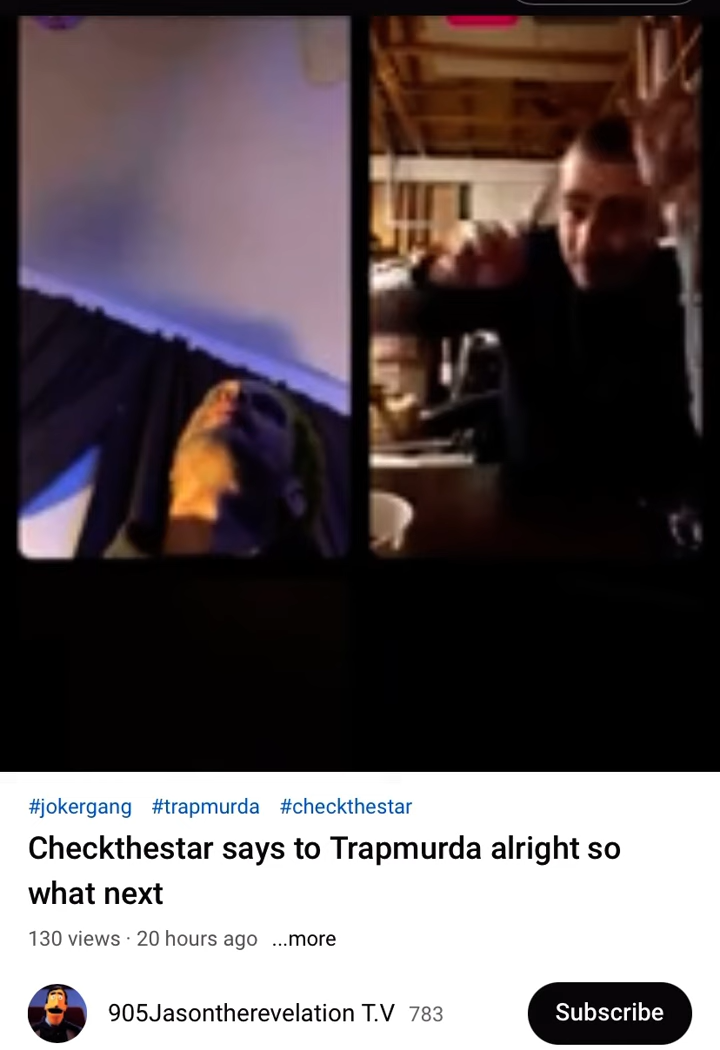 #jokergang #trapmurda #checkthestar
Checkthestar says to Trapmurda alright so
what next
130 views · 20 hours ago ...more
905Jasontherevelation T.V 783
Subscribe